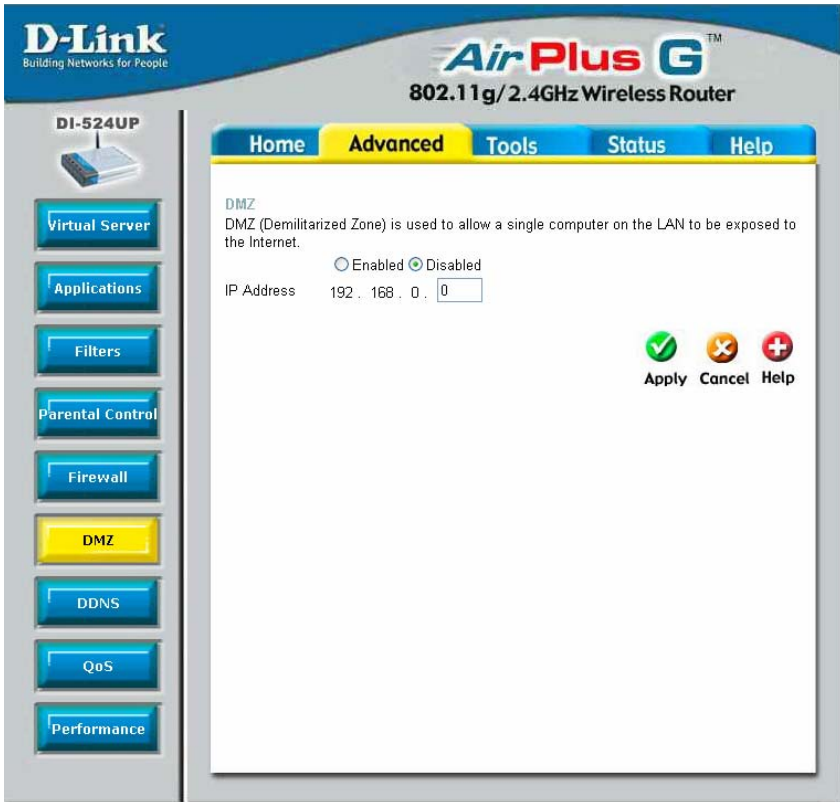 D-Link
Building Networks for People
Air Plus G™
802.11g/2.4GHz Wireless Router
DI-524UP
Home Advanced Tools Status Help
Virtual Server
Applications
Filters
Parental Control
Firewall
DMZ
DDNS
QoS
Performance
DMZ
DMZ (Demilitarized Zone) is used to allow a single computer on the LAN to be exposed to
the Internet.
Enabled Disabled
IP Address 192 . 168 . 0 . 0
Apply Cancel Help